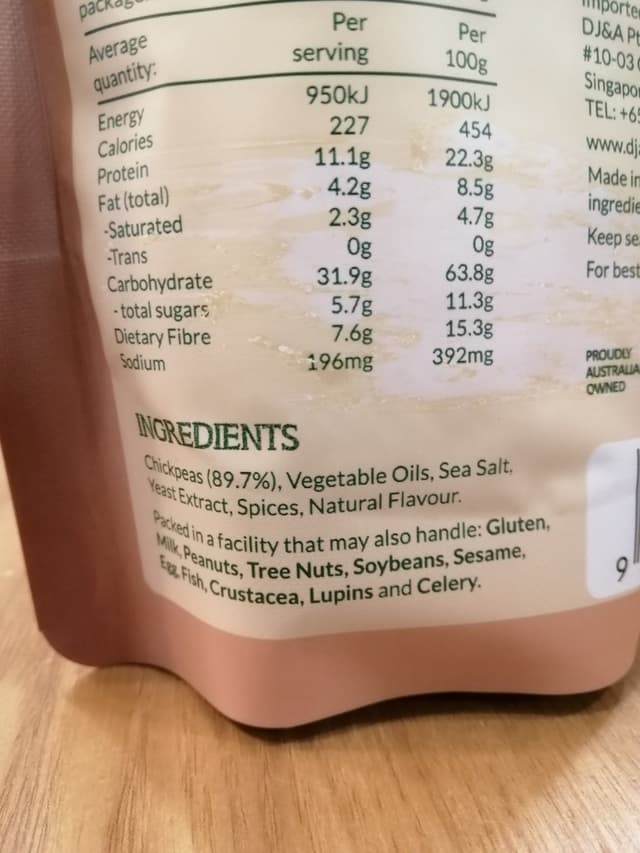 Average
quantity:
Per
serving
Per
100g
Energy 950kJ 1900kJ
Calories 227 454
Protein 11.1g 22.3g
Fat (total) 4.2g 8.5g
-Saturated 2.3g 4.7g
-Trans 0g 0g
Carbohydrate 31.9g 63.8g
- total sugars 5.7g 11.3g
Dietary Fibre 7.6g 15.3g
Sodium 196mg 392mg
INGREDIENTS
Chickpeas (89.7%), Vegetable Oils, Sea Salt,
Yeast Extract, Spices, Natural Flavour.
Packed in a facility that may also handle: Gluten,
Milk, Peanuts, Tree Nuts, Soybeans, Sesame,
Egg, Fish, Crustacea, Lupins and Celery.
DJ&A
#10-03
TEL:
Made in
Keep
For best
PROUDLY
AUSTRALIA
OWNED
9